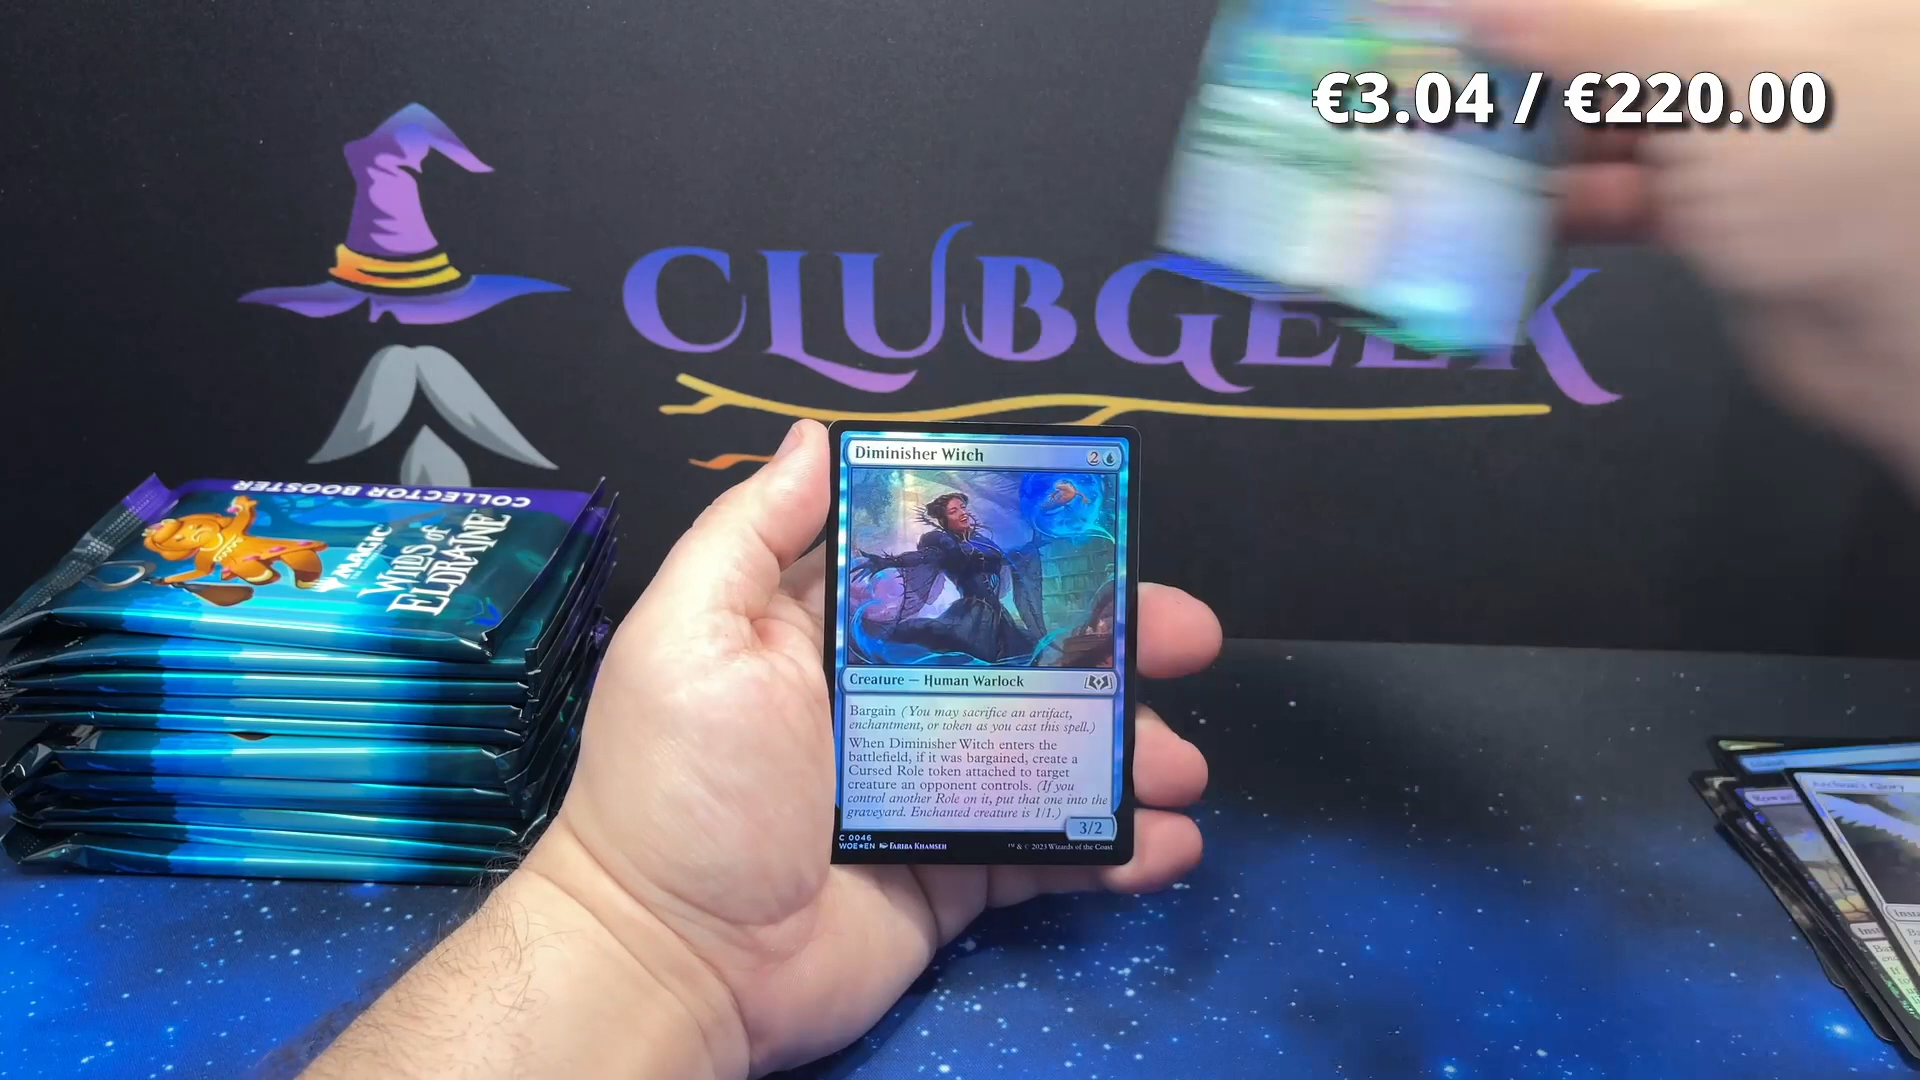 €3.04 / €220.00
CLUBGEEK
COLLECTOR BOOSTER
MAGIC
WILDS of
ELDRAINE
Diminisher Witch 2
Creature — Human Warlock
Bargain (You may sacrifice an artifact,
enchantment, or token as you cast this spell.)
When Diminisher Witch enters the
battlefield, if it was bargained, create a
Cursed Role token attached to target
creature an opponent controls. (If you
control another Role on it, put that one into the
graveyard. Enchanted creature is 1/1.)
3/2
C 0046
WOE★EN Fariba Khamseh
™ & © 2023 Wizards of the Coast
Archon's Glory
Insta
Inst